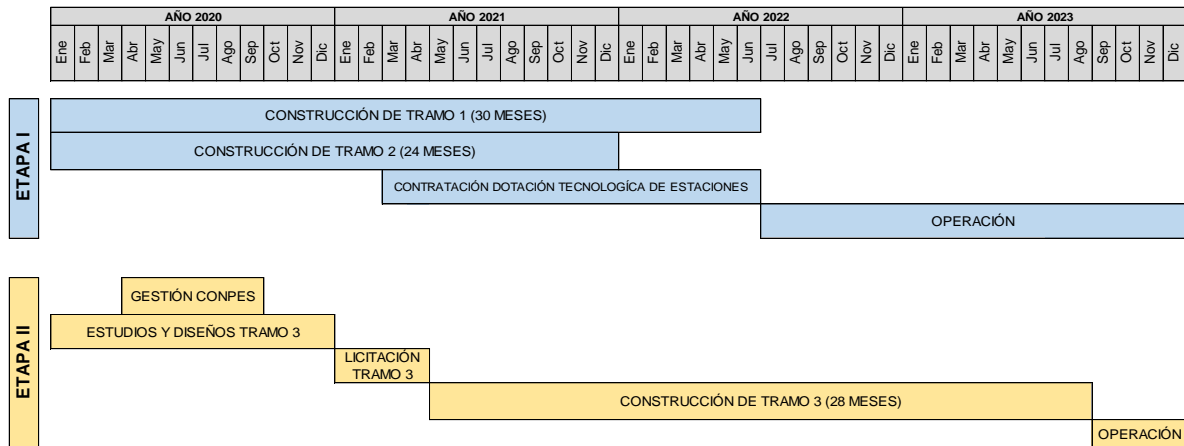 AÑO 2020 AÑO 2021 AÑO 2022 AÑO 2023
Ene Feb Mar Abr May Jun Jul Ago Sep Oct Nov Dic Ene Feb Mar Abr May Jun Jul Ago Sep Oct Nov Dic Ene Feb Mar Abr May Jun Jul Ago Sep Oct Nov Dic Ene Feb Mar Abr May Jun Jul Ago Sep Oct Nov Dic
ETAPA I
CONSTRUCCIÓN DE TRAMO 1 (30 MESES)
CONSTRUCCIÓN DE TRAMO 2 (24 MESES)
CONTRATACIÓN DOTACIÓN TECNOLOGÍCA DE ESTACIONES
OPERACIÓN
ETAPA II
GESTIÓN CONPES
ESTUDIOS Y DISEÑOS TRAMO 3
LICITACIÓN
TRAMO 3
CONSTRUCCIÓN DE TRAMO 3 (28 MESES)
OPERACIÓN